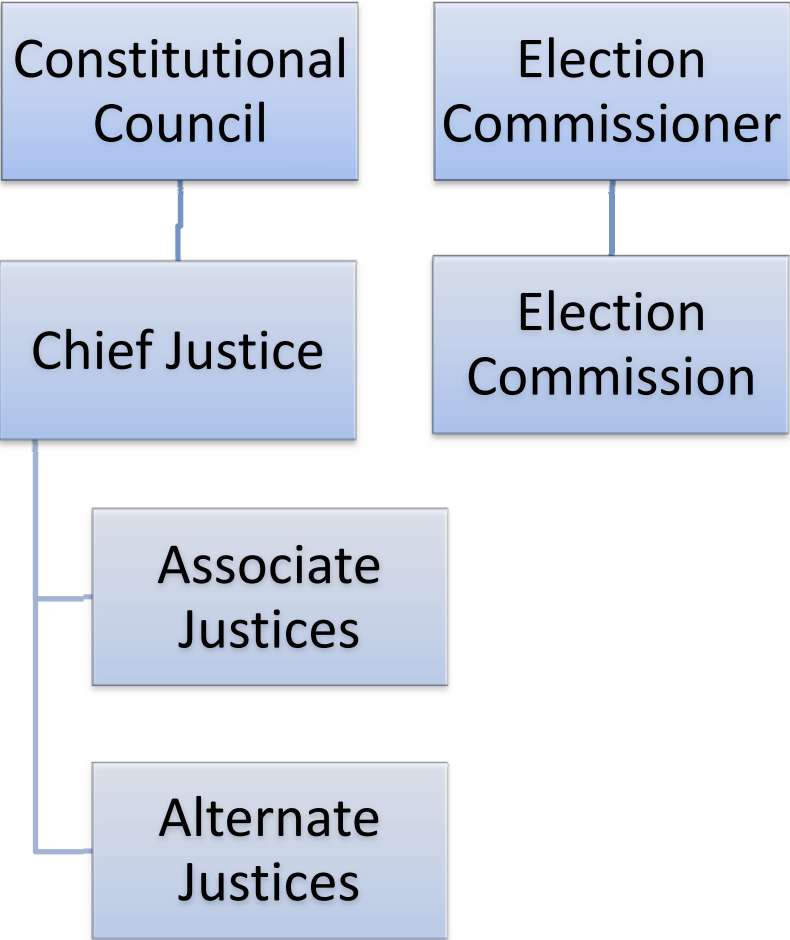 Constitutional
Council
Election
Commissioner
Chief Justice
Election
Commission
Associate
Justices
Alternate
Justices